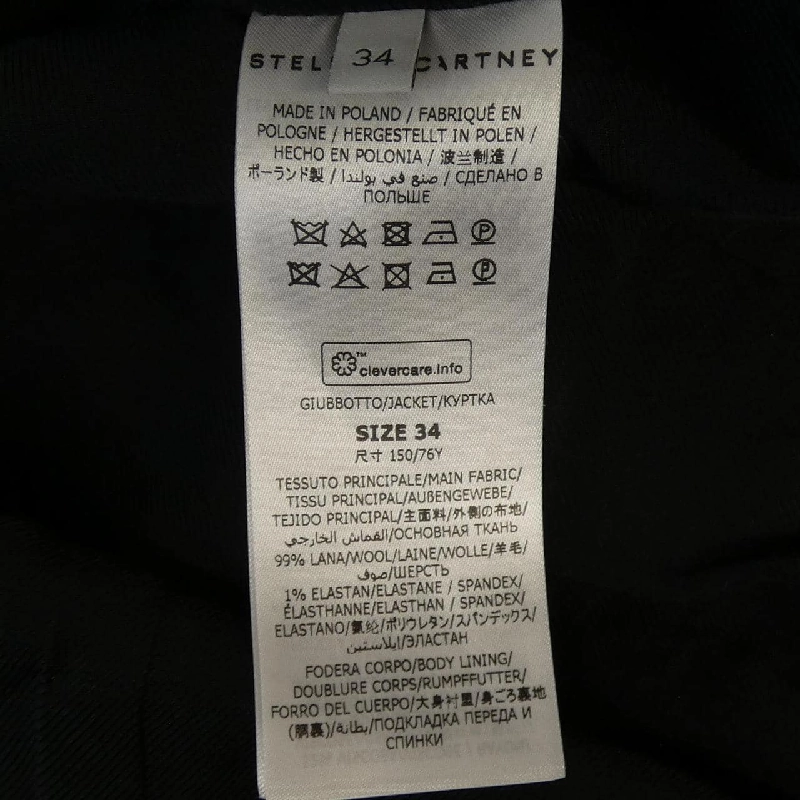 34
STEL CARTNEY
MADE IN POLAND / FABRIQUÉ EN
POLOGNE / HERGESTELLT IN POLEN /
HECHO EN POLONIA / 波兰制造 /
ポーランド製 / صنع في بولندا / СДЕЛАНО В
ПОЛЬШЕ
P
P
™
clevercare.info
GIUBBOTTO/JACKET/КУРТКА
SIZE 34
尺寸 150/76Y
TESSUTO PRINCIPALE/MAIN FABRIC/
TISSU PRINCIPAL/AUßENGEWEBE/
TEJIDO PRINCIPAL/主面料/外側の布地/
القماش الخارجي/ОСНОВНАЯ ТКАНЬ
99% LANA/WOOL/LAINE/WOLLE/羊毛/
صوف/ШЕРСТЬ
1% ELASTAN/ELASTANE / SPANDEX/
ÉLASTHANNE/ELASTHAN / SPANDEX/
ELASTANO/氨纶/ポリウレタン/スパンデックス/
ايلاستين/ЭЛАСТАН
FODERA CORPO/BODY LINING/
DOUBLURE CORPS/RUMPFFUTTER/
FORRO DEL CUERPO/大身衬里/身ごろ裏地
(胴裏)/بطانة/ПОДКЛАДКА ПЕРЕДА И
СПИНКИ